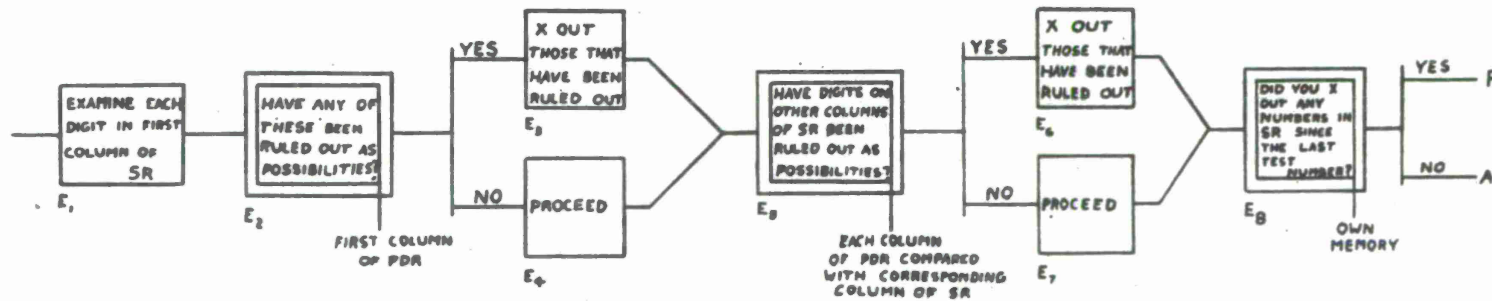 EXAMINE EACH
DIGIT IN FIRST
COLUMN OF
SR
E1
HAVE ANY OF
THESE BEEN
RULED OUT AS
POSSIBILITIES?
E2
FIRST COLUMN
OF PDR
YES
X OUT
THOSE THAT
HAVE BEEN
RULED OUT
E3
NO
PROCEED
E4
HAVE DIGITS ON
OTHER COLUMNS
OF SR BEEN
RULED OUT AS
POSSIBILITIES?
E5
EACH COLUMN
OF PDR COMPARED
WITH CORRESPONDING
COLUMN OF SR
YES
X OUT
THOSE THAT
HAVE BEEN
RULED OUT
E6
NO
PROCEED
E7
DID YOU X
OUT ANY
NUMBERS IN
SR SINCE
THE LAST
TEST
NUMBER?
E8
OWN
MEMORY
YES
F
NO
A